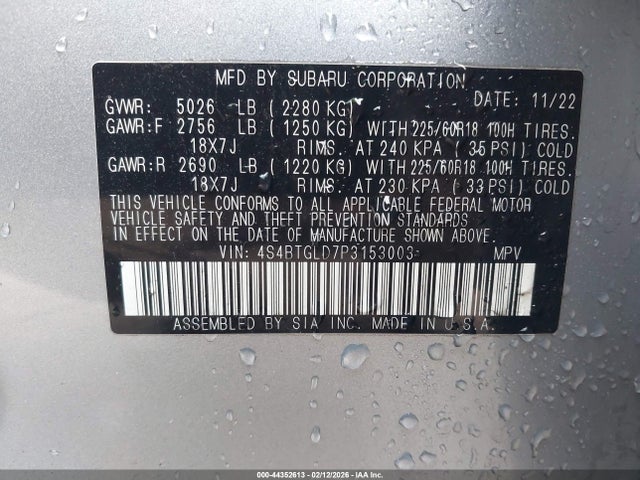 MFD BY SUBARU CORPORATION
DATE: 11/22
GVWR: 5026 LB ( 2280 KG)
GAWR:F 2756 LB ( 1250 KG) WITH 225/60R18 100H TIRES.
18X7J RIMS. AT 240 KPA ( 35 PSI) COLD
GAWR:R 2690 LB ( 1220 KG) WITH 225/60R18 100H TIRES.
18X7J RIMS. AT 230 KPA ( 33 PSI) COLD
THIS VEHICLE CONFORMS TO ALL APPLICABLE FEDERAL MOTOR
VEHICLE SAFETY AND THEFT PREVENTION STANDARDS
IN EFFECT ON THE DATE OF MANUFACTURE SHOWN ABOVE.
VIN: 4S4BTGLD7P3153003 MPV
ASSEMBLED BY SIA INC. MADE IN U.S.A.
000-44352613 - 02/12/2026 - IAA Inc.